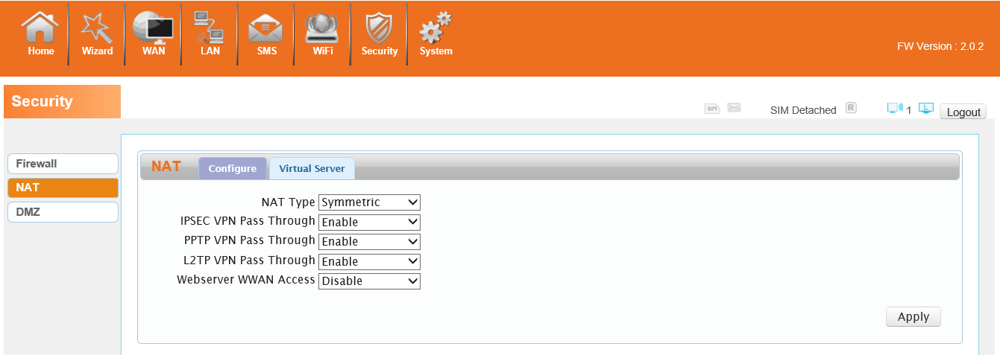 Home Wizard WAN LAN SMS WiFi Security System
FW Version : 2.0.2
Security
SIM SIM Detached R 1 L Logout
Firewall
NAT
DMZ
NAT Configure Virtual Server
NAT Type Symmetric
IPSEC VPN Pass Through Enable
PPTP VPN Pass Through Enable
L2TP VPN Pass Through Enable
Webserver WWAN Access Disable
Apply